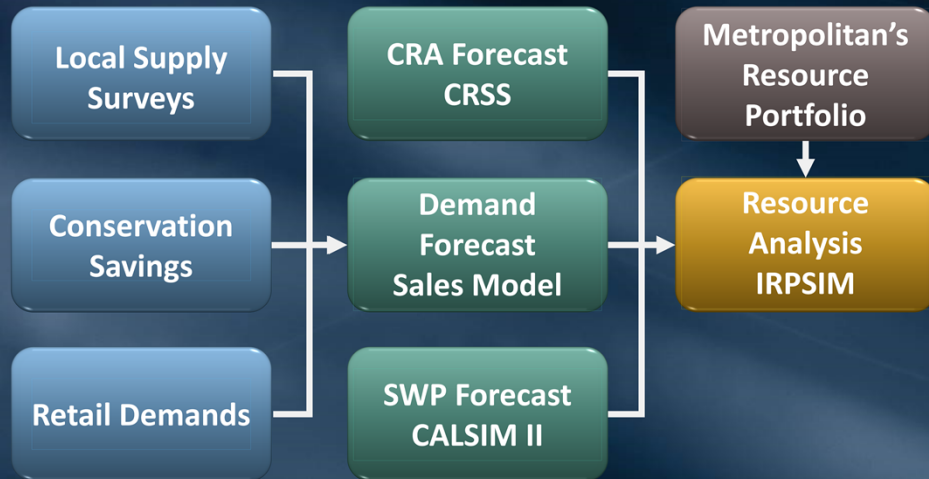 Local Supply
Surveys
CRA Forecast
CRSS
Metropolitan's
Resource
Portfolio
Conservation
Savings
Demand
Forecast
Sales Model
Resource
Analysis
IRPSIM
Retail Demands
SWP Forecast
CALSIM II